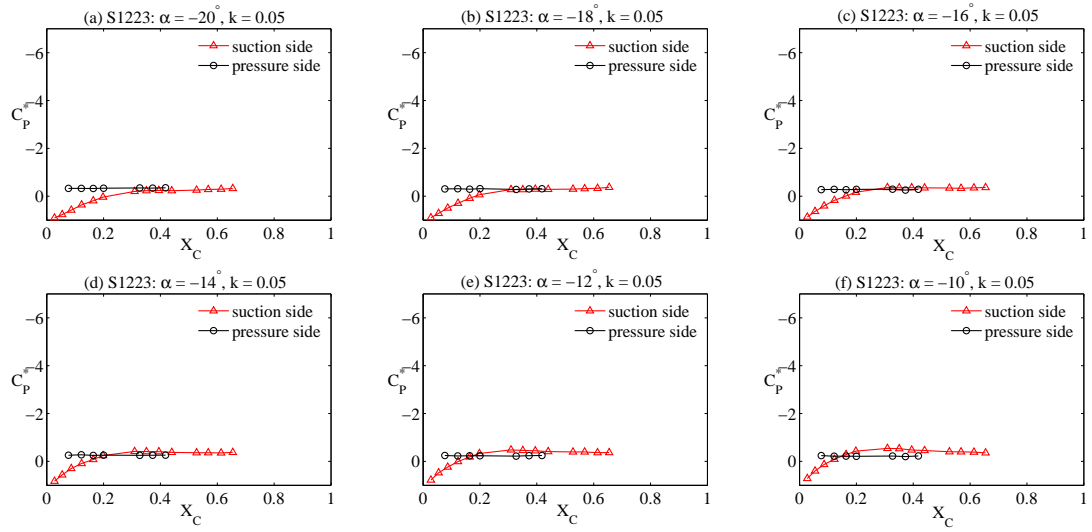 (a) S1223: α = −20°, k = 0.05
suction side
pressure side
−6
−4
−2
0
C_P^*
0 0.2 0.4 0.6 0.8 1
X_C
(b) S1223: α = −18°, k = 0.05
suction side
pressure side
−6
−4
−2
0
C_P^*
0 0.2 0.4 0.6 0.8 1
X_C
(c) S1223: α = −16°, k = 0.05
suction side
pressure side
−6
−4
−2
0
C_P^*
0 0.2 0.4 0.6 0.8 1
X_C
(d) S1223: α = −14°, k = 0.05
suction side
pressure side
−6
−4
−2
0
C_P^*
0 0.2 0.4 0.6 0.8 1
X_C
(e) S1223: α = −12°, k = 0.05
suction side
pressure side
−6
−4
−2
0
C_P^*
0 0.2 0.4 0.6 0.8 1
X_C
(f) S1223: α = −10°, k = 0.05
suction side
pressure side
−6
−4
−2
0
C_P^*
0 0.2 0.4 0.6 0.8 1
X_C